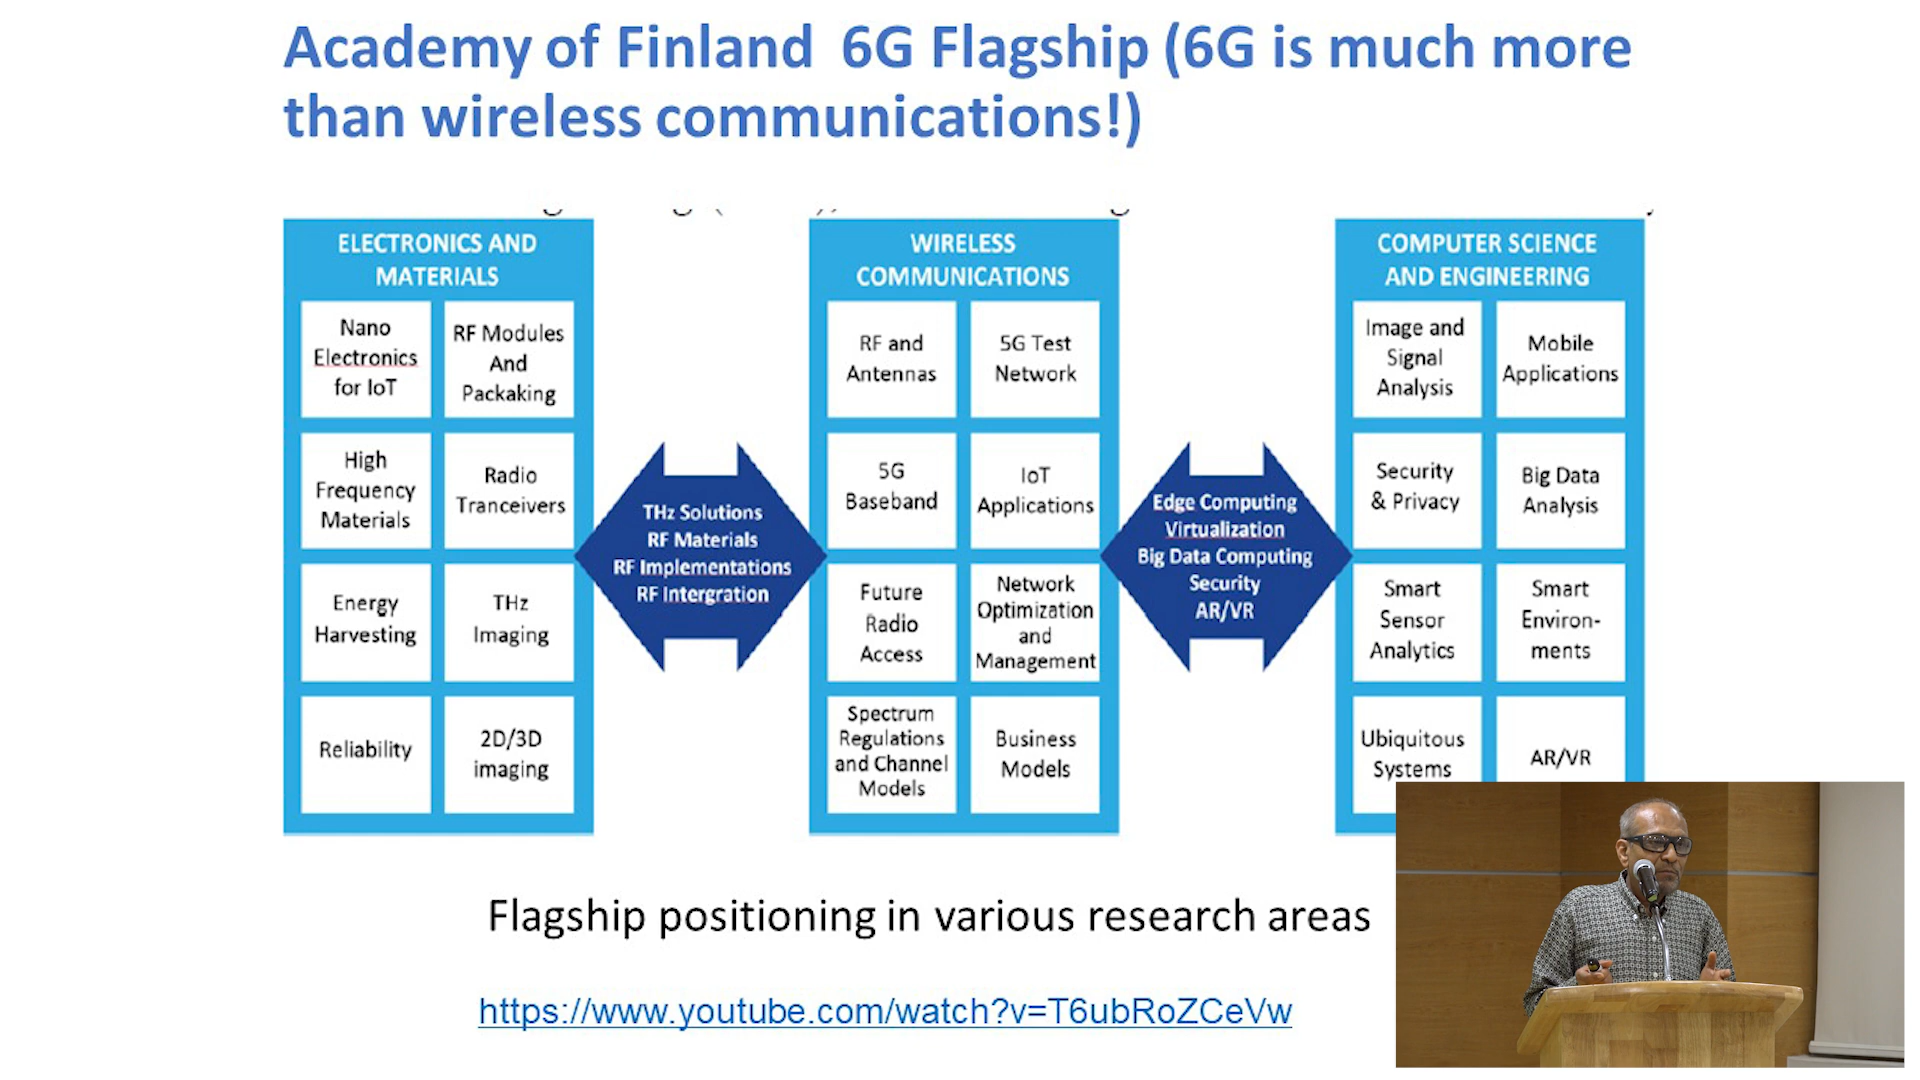 Academy of Finland 6G Flagship (6G is much more
than wireless communications!)
ELECTRONICS AND
MATERIALS
Nano
Electronics
for IoT
RF Modules
And
Packaking
High
Frequency
Materials
Radio
Tranceivers
Energy
Harvesting
THz
Imaging
Reliability
2D/3D
imaging
THz Solutions
RF Materials
RF Implementations
RF Intergration
WIRELESS
COMMUNICATIONS
RF and
Antennas
5G Test
Network
5G
Baseband
IoT
Applications
Future
Radio
Access
Network
Optimization
and
Management
Spectrum
Regulations
and Channel
Models
Business
Models
Edge Computing
Virtualization
Big Data Computing
Security
AR/VR
COMPUTER SCIENCE
AND ENGINEERING
Image and
Signal
Analysis
Mobile
Applications
Security
& Privacy
Big Data
Analysis
Smart
Sensor
Analytics
Smart
Environ-
ments
Ubiquitous
Systems
AR/VR
Flagship positioning in various research areas
https://www.youtube.com/watch?v=T6ubRoZCeVw